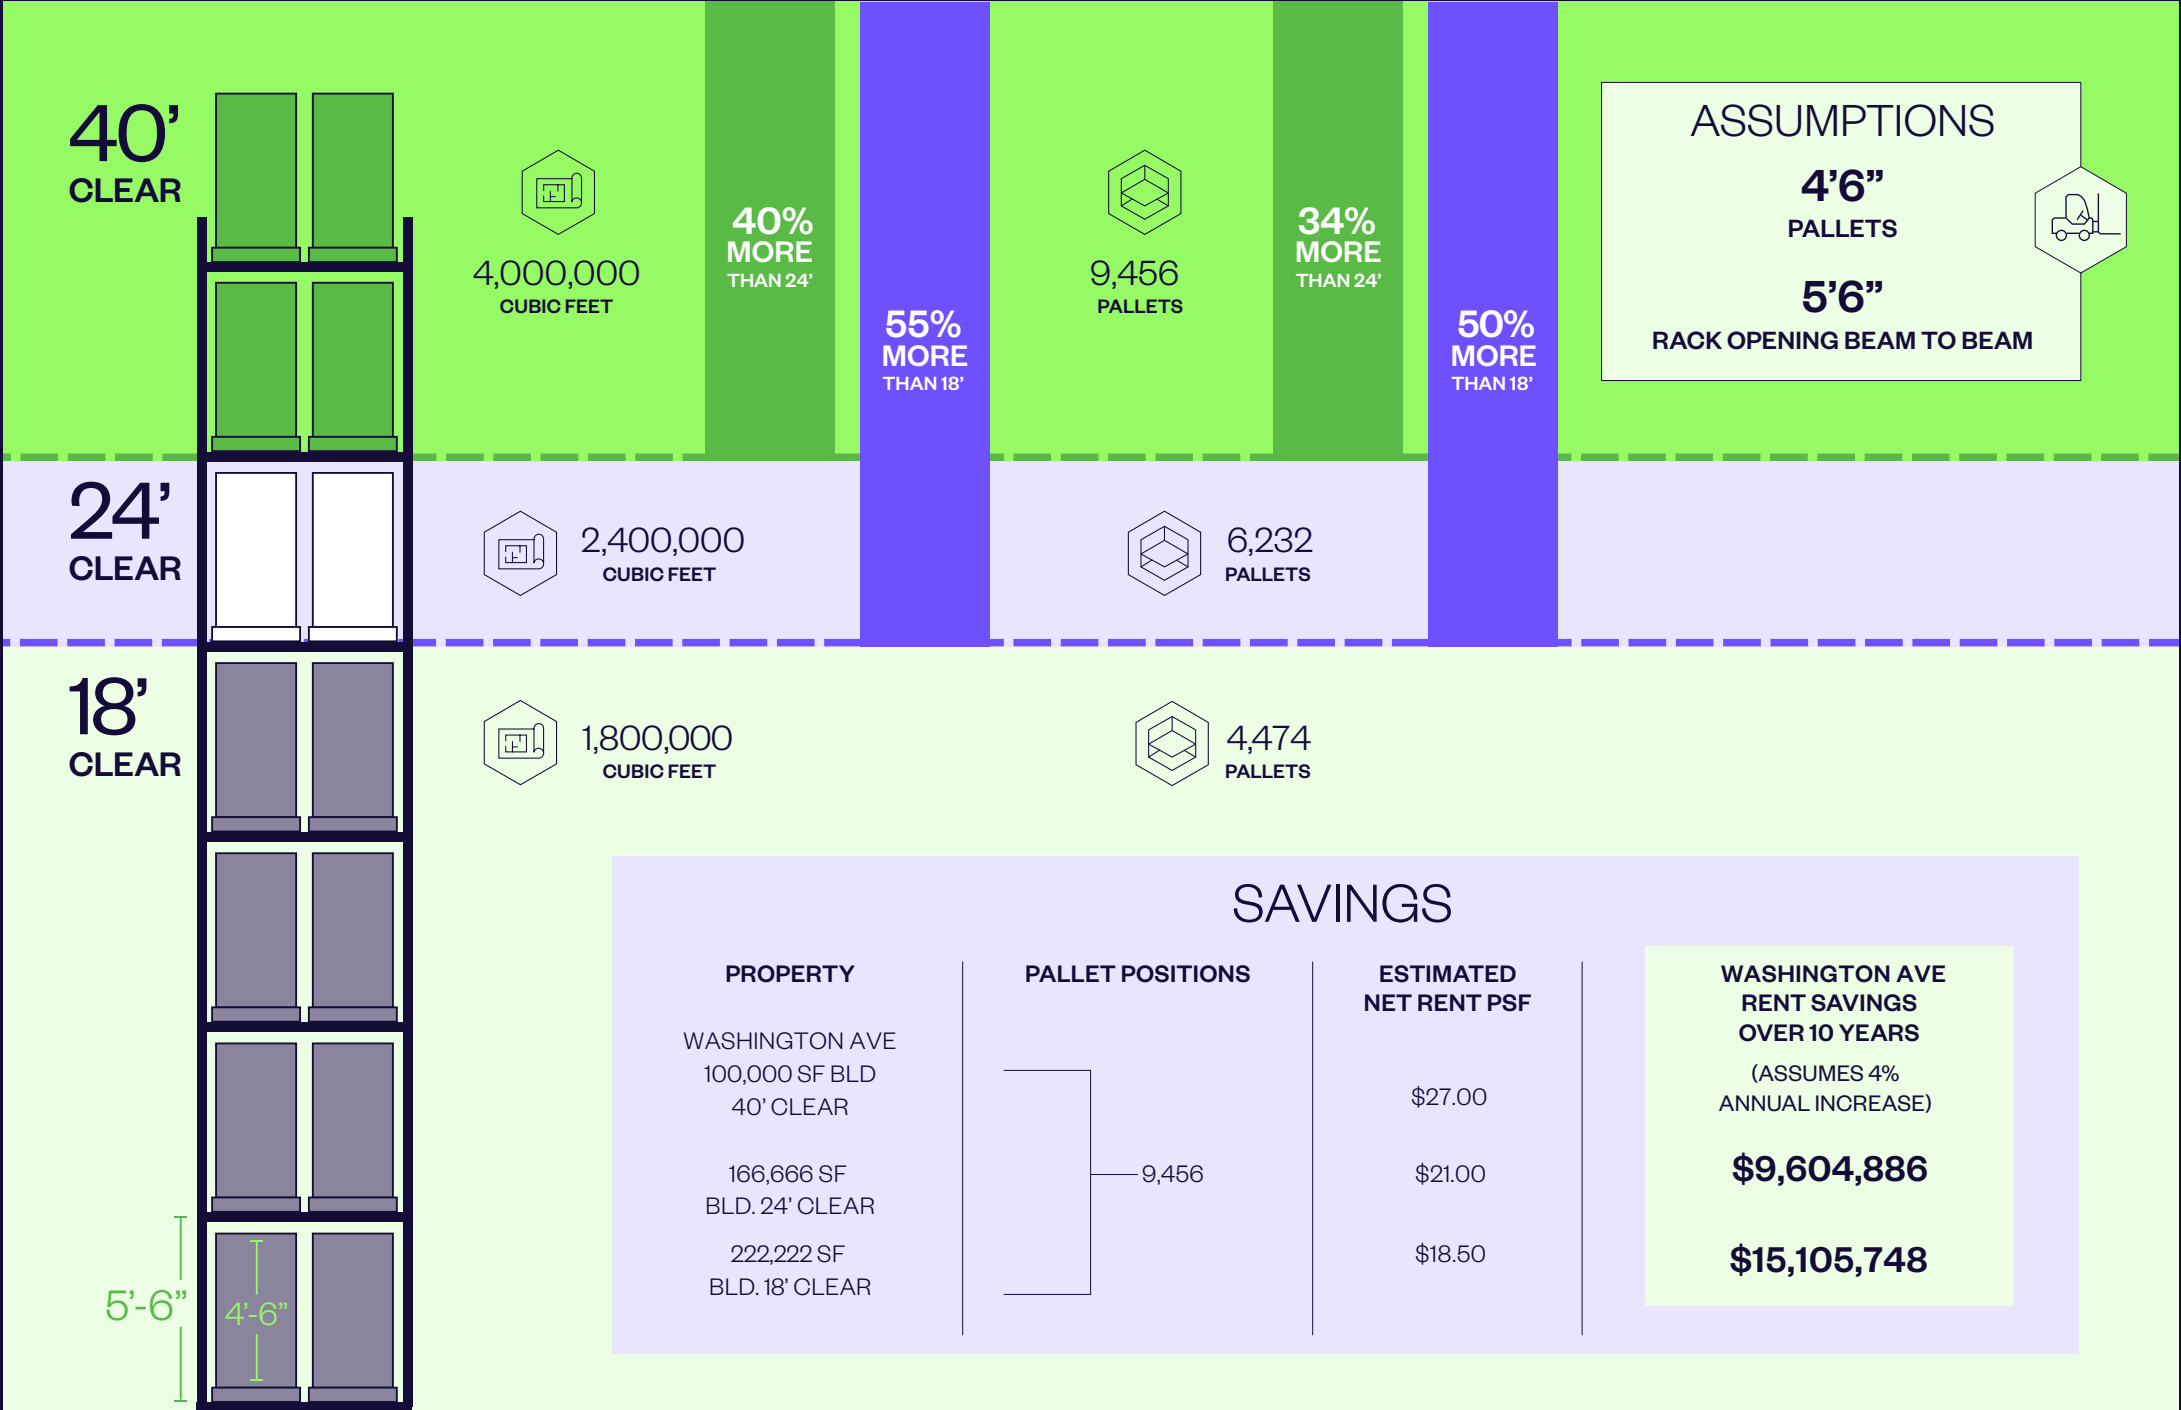 40’
CLEAR
4,000,000
CUBIC FEET
40%
MORE
THAN 24’
55%
MORE
THAN 18’
9,456
PALLETS
34%
MORE
THAN 24’
50%
MORE
THAN 18’
ASSUMPTIONS
4’6”
PALLETS
5’6”
RACK OPENING BEAM TO BEAM
24’
CLEAR
2,400,000
CUBIC FEET
6,232
PALLETS
18’
CLEAR
1,800,000
CUBIC FEET
4,474
PALLETS
5’-6”
4’-6”
SAVINGS
PROPERTY
WASHINGTON AVE
100,000 SF BLD
40’ CLEAR
166,666 SF
BLD. 24’ CLEAR
222,222 SF
BLD. 18’ CLEAR
PALLET POSITIONS
9,456
ESTIMATED
NET RENT PSF
$27.00
$21.00
$18.50
WASHINGTON AVE
RENT SAVINGS
OVER 10 YEARS
(ASSUMES 4%
ANNUAL INCREASE)
$9,604,886
$15,105,748